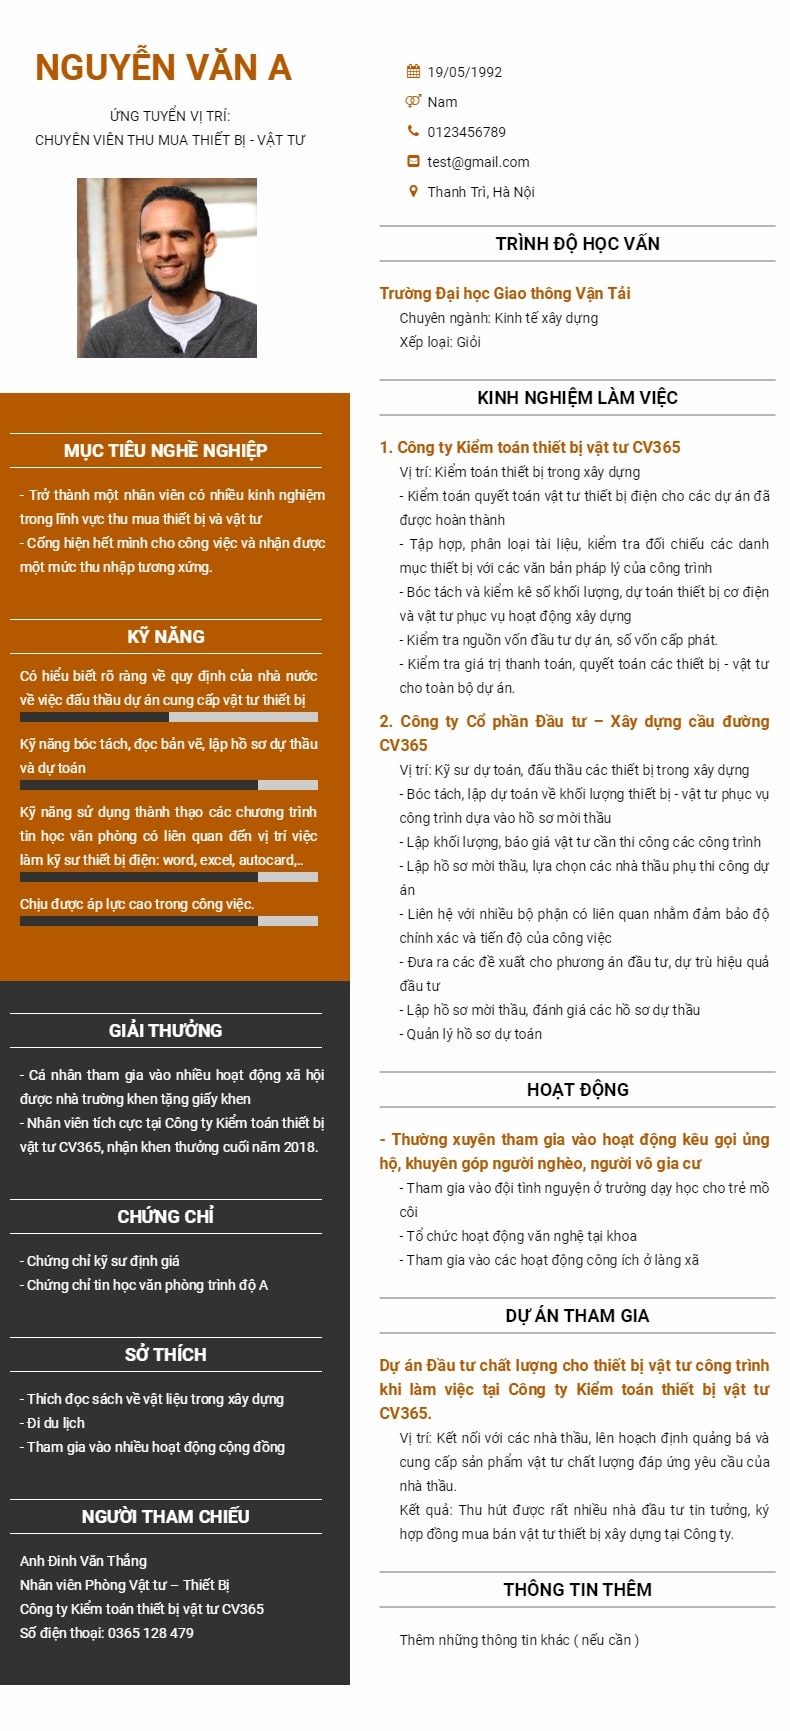 NGUYỄN VĂN A
ỨNG TUYỂN VỊ TRÍ:
CHUYÊN VIÊN THU MUA THIẾT BỊ - VẬT TƯ
MỤC TIÊU NGHỀ NGHIỆP
- Trở thành một nhân viên có nhiều kinh nghiệm
trong lĩnh vực thu mua thiết bị và vật tư
- Cống hiện hết mình cho công việc và nhận được
một mức thu nhập tương xứng.
KỸ NĂNG
Có hiểu biết rõ ràng về quy định của nhà nước
về việc đấu thầu dự án cung cấp vật tư thiết bị
Kỹ năng bóc tách, đọc bản vẽ, lập hồ sơ dự thầu
và dự toán
Kỹ năng sử dụng thành thạo các chương trình
tin học văn phòng có liên quan đến vị trí việc
làm kỹ sư thiết bị điện: word, excel, autocard,..
Chịu được áp lực cao trong công việc.
GIẢI THƯỞNG
- Cá nhân tham gia vào nhiều hoạt động xã hội
được nhà trường khen tặng giấy khen
- Nhân viên tích cực tại Công ty Kiểm toán thiết bị
vật tư CV365, nhận khen thưởng cuối năm 2018.
CHỨNG CHỈ
- Chứng chỉ kỹ sư định giá
- Chứng chỉ tin học văn phòng trình độ A
SỞ THÍCH
- Thích đọc sách về vật liệu trong xây dựng
- Đi du lịch
- Tham gia vào nhiều hoạt động cộng đồng
NGƯỜI THAM CHIẾU
Anh Đinh Văn Thắng
Nhân viên Phòng Vật tư – Thiết Bị
Công ty Kiểm toán thiết bị vật tư CV365
Số điện thoại: 0365 128 479
19/05/1992
Nam
0123456789
test@gmail.com
Thanh Trì, Hà Nội
TRÌNH ĐỘ HỌC VẤN
Trường Đại học Giao thông Vận Tải
Chuyên ngành: Kinh tế xây dựng
Xếp loại: Giỏi
KINH NGHIỆM LÀM VIỆC
1. Công ty Kiểm toán thiết bị vật tư CV365
Vị trí: Kiểm toán thiết bị trong xây dựng
- Kiểm toán quyết toán vật tư thiết bị điện cho các dự án đã
được hoàn thành
- Tập hợp, phân loại tài liệu, kiểm tra đối chiếu các danh
mục thiết bị với các văn bản pháp lý của công trình
- Bóc tách và kiểm kê số khối lượng, dự toán thiết bị cơ điện
và vật tư phục vụ hoạt động xây dựng
- Kiểm tra nguồn vốn đầu tư dự án, số vốn cấp phát.
- Kiểm tra giá trị thanh toán, quyết toán các thiết bị - vật tư
cho toàn bộ dự án.
2. Công ty Cổ phần Đầu tư – Xây dựng cầu đường
CV365
Vị trí: Kỹ sư dự toán, đấu thầu các thiết bị trong xây dựng
- Bóc tách, lập dự toán về khối lượng thiết bị - vật tư phục vụ
công trình dựa vào hồ sơ mời thầu
- Lập khối lượng, báo giá vật tư cần thi công các công trình
- Lập hồ sơ mời thầu, lựa chọn các nhà thầu phụ thi công dự
án
- Liên hệ với nhiều bộ phận có liên quan nhằm đảm bảo độ
chính xác và tiến độ của công việc
- Đưa ra các đề xuất cho phương án đầu tư, dự trù hiệu quả
đầu tư
- Lập hồ sơ mời thầu, đánh giá các hồ sơ dự thầu
- Quản lý hồ sơ dự toán
HOẠT ĐỘNG
- Thường xuyên tham gia vào hoạt động kêu gọi ủng
hộ, khuyên góp người nghèo, người vô gia cư
- Tham gia vào đội tình nguyện ở trường dạy học cho trẻ mồ
côi
- Tổ chức hoạt động văn nghệ tại khoa
- Tham gia vào các hoạt động công ích ở làng xã
DỰ ÁN THAM GIA
Dự án Đầu tư chất lượng cho thiết bị vật tư công trình
khi làm việc tại Công ty Kiểm toán thiết bị vật tư
CV365.
Vị trí: Kết nối với các nhà thầu, lên hoạch định quảng bá và
cung cấp sản phẩm vật tư chất lượng đáp ứng yêu cầu của
nhà thầu.
Kết quả: Thu hút được rất nhiều nhà đầu tư tin tưởng, ký
hợp đồng mua bán vật tư thiết bị xây dựng tại Công ty.
THÔNG TIN THÊM
Thêm những thông tin khác ( nếu cần )